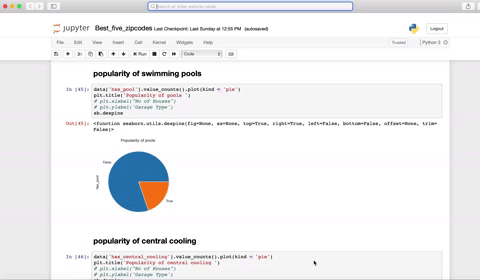 Search or enter website name
jupyter Best_five_zipcodes Last Checkpoint: Last Sunday at 12:55 PM (autosaved)
Logout
File Edit View Insert Cell Kernel Widgets Help
Trusted
Python 3
Run
Code
popularity of swimming pools
In [45]: data['has_pool'].value_counts().plot(kind = 'pie')
plt.title('Popularity of pools ')
# plt.xlabel("No of Houses")
# plt.ylabel('Garage Type')
sb.despine
Out[45]: <function seaborn.utils.despine(fig=None, ax=None, top=True, right=True, left=False, bottom=False, offset=None, trim=
False)>
Popularity of pools
False
has_pool
True
popularity of central cooling
In [46]: data['has_central_cooling'].value_counts().plot(kind = 'pie')
plt.title('Popularity of central cooling ')
# plt.xlabel("No of Houses")
# plt.ylabel('Garage Type')